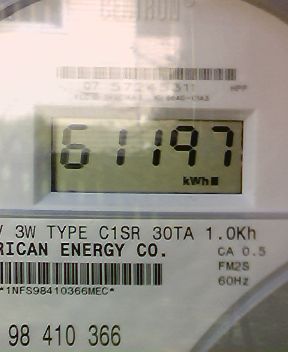 CENTRON
61197
kWh
V 3W TYPE C1SR 30TA 1.0Kh
RICAN ENERGY CO.
CA 0.5
FM2S
60Hz
*1NFS98410366MEC*
98 410 366